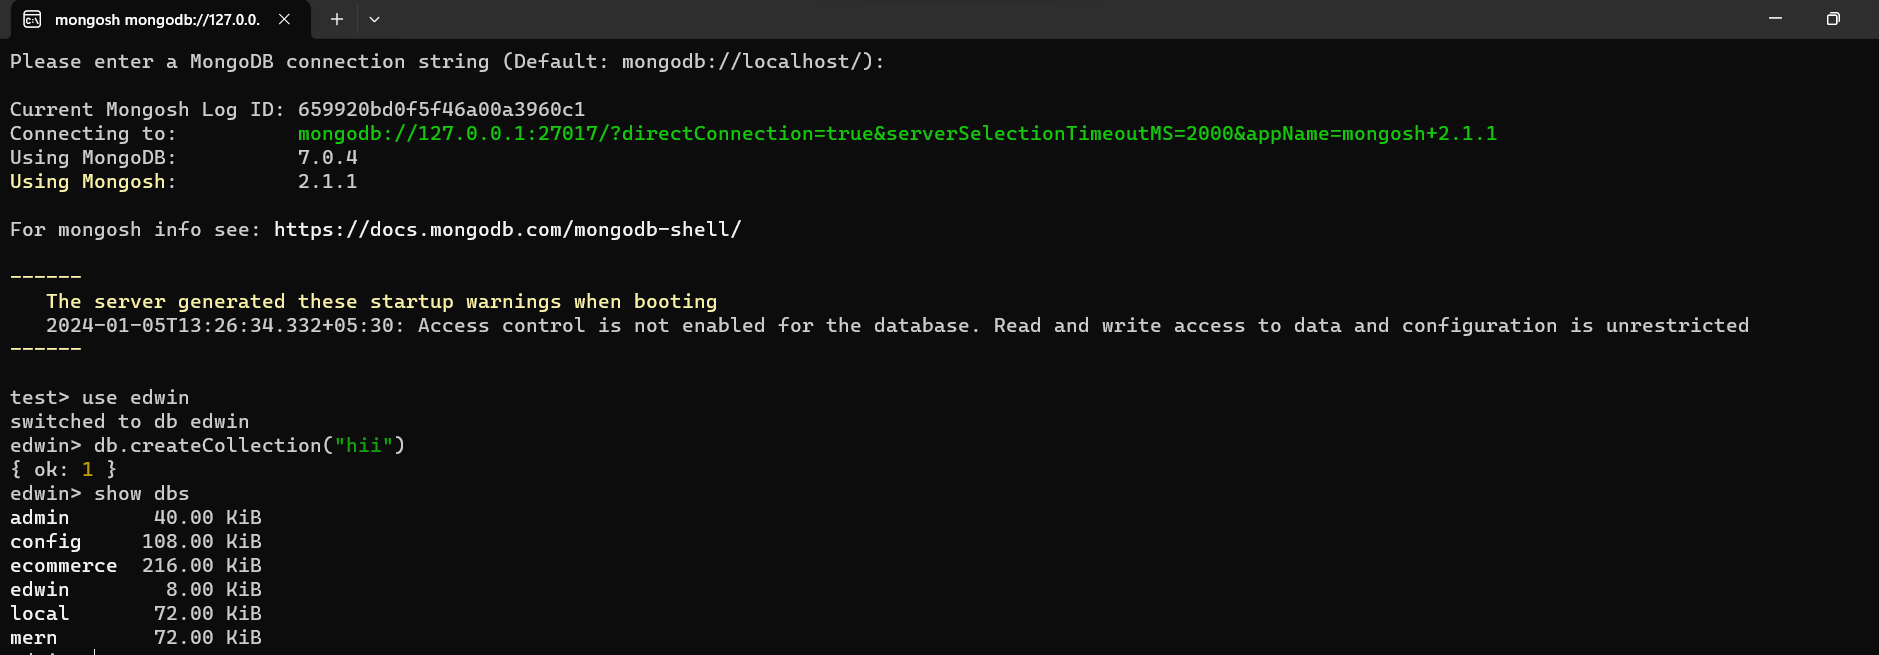 mongosh mongodb://127.0.0.
Please enter a MongoDB connection string (Default: mongodb://localhost/):
Current Mongosh Log ID: 659920bd0f5f46a00a3960c1
Connecting to: mongodb://127.0.0.1:27017/?directConnection=true&serverSelectionTimeoutMS=2000&appName=mongosh+2.1.1
Using MongoDB: 7.0.4
Using Mongosh: 2.1.1
For mongosh info see: https://docs.mongodb.com/mongodb-shell/
------
The server generated these startup warnings when booting
2024-01-05T13:26:34.332+05:30: Access control is not enabled for the database. Read and write access to data and configuration is unrestricted
------
test> use edwin
switched to db edwin
edwin> db.createCollection("hii")
{ ok: 1 }
edwin> show dbs
admin 40.00 KiB
config 108.00 KiB
ecommerce 216.00 KiB
edwin 8.00 KiB
local 72.00 KiB
mern 72.00 KiB